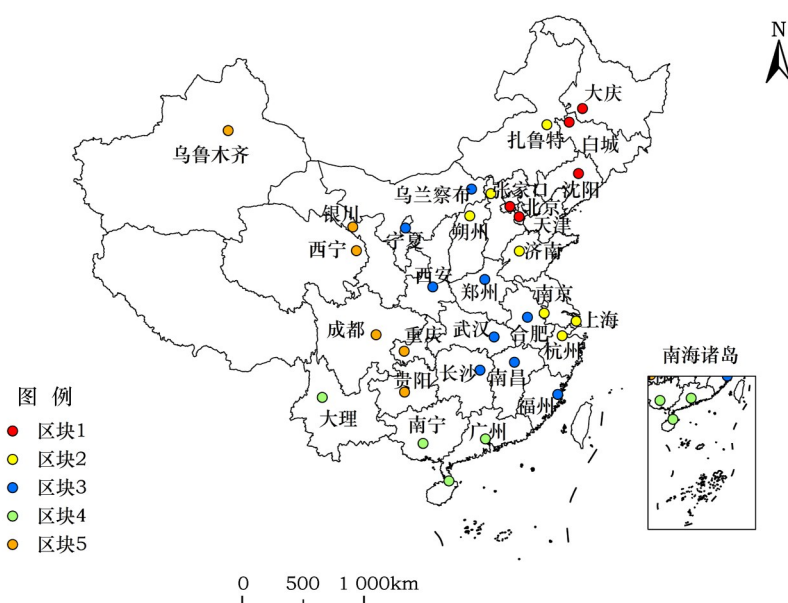 N
大庆
扎鲁特
白城
乌鲁木齐
乌兰察布
张家口
沈阳
北京
天津
银川
宁夏
朔州
西宁
济南
西安
郑州
南京
上海
成都
重庆
武汉
合肥
杭州
贵阳
长沙
南昌
福州
大理
南宁
广州
南海诸岛
图 例
区块1
区块2
区块3
区块4
区块5
0 500 1 000km